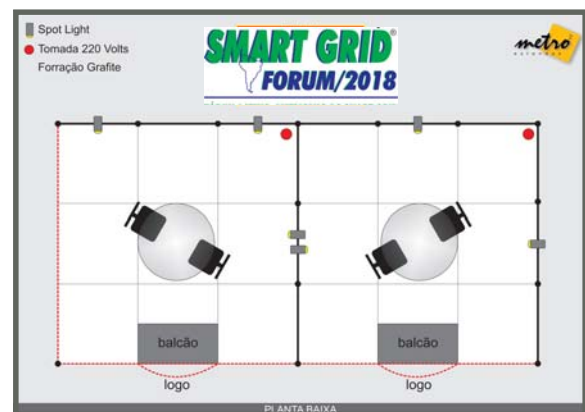 Spot Light
Tomada 220 Volts
Forração Grafite
SMART GRID®
FORUM/2018
metro
balcão
balcão
logo
logo
PLANTA BAIXA